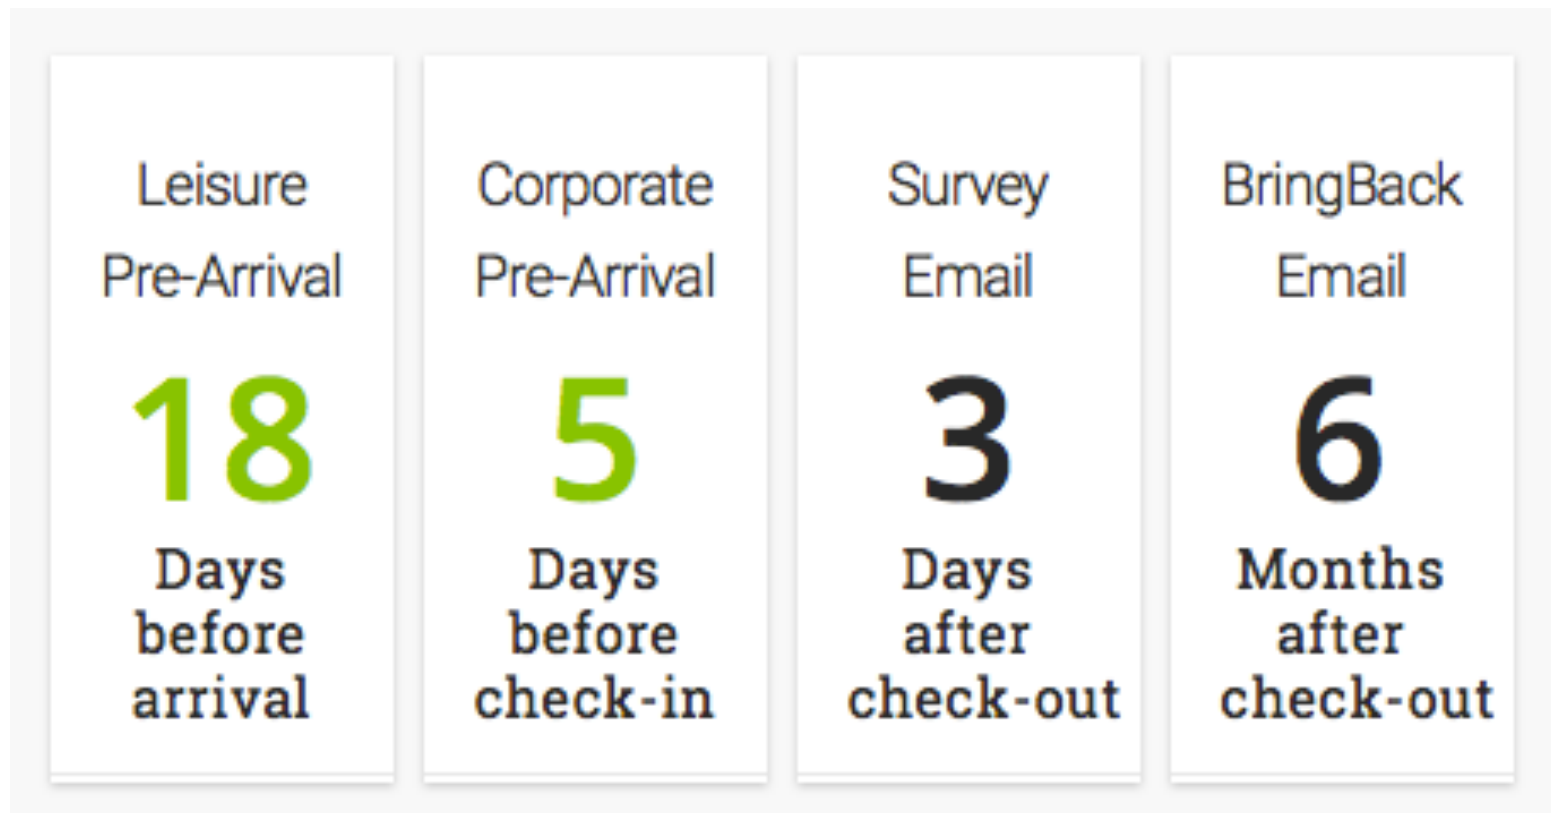 Leisure
Pre-Arrival
18
Days
before
arrival
Corporate
Pre-Arrival
5
Days
before
check-in
Survey
Email
3
Days
after
check-out
BringBack
Email
6
Months
after
check-out